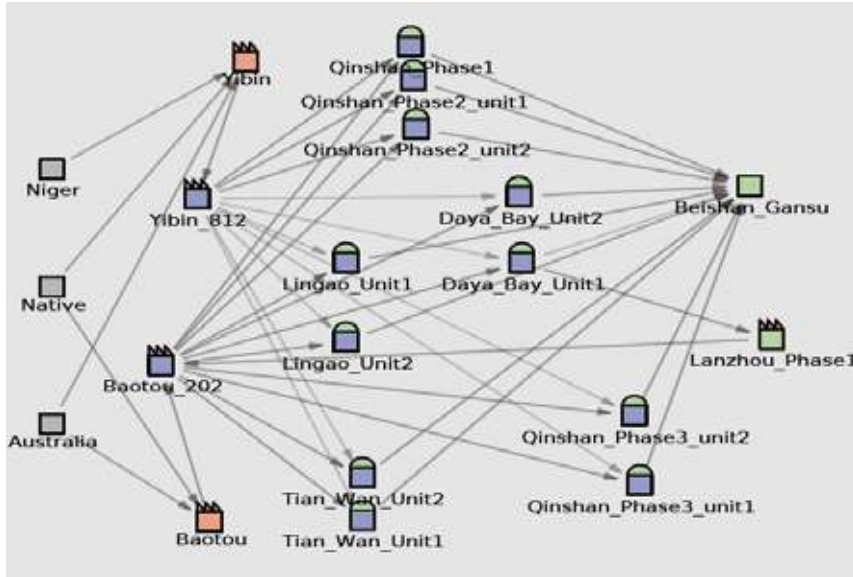 Qinshan_Phase1
Yibin
Qinshan_Phase2_unit1
Qinshan_Phase2_unit2
Niger
Yibin_812
Daya_Bay_Unit2
Beishan_Gansu
Lingao_Unit1
Daya_Bay_Unit1
Native
Lingao_Unit2
Lanzhou_Phase1
Baotou_202
Australia
Qinshan_Phase3_unit2
Tian_Wan_Unit2
Qinshan_Phase3_unit1
Baotou
Tian_Wan_Unit1